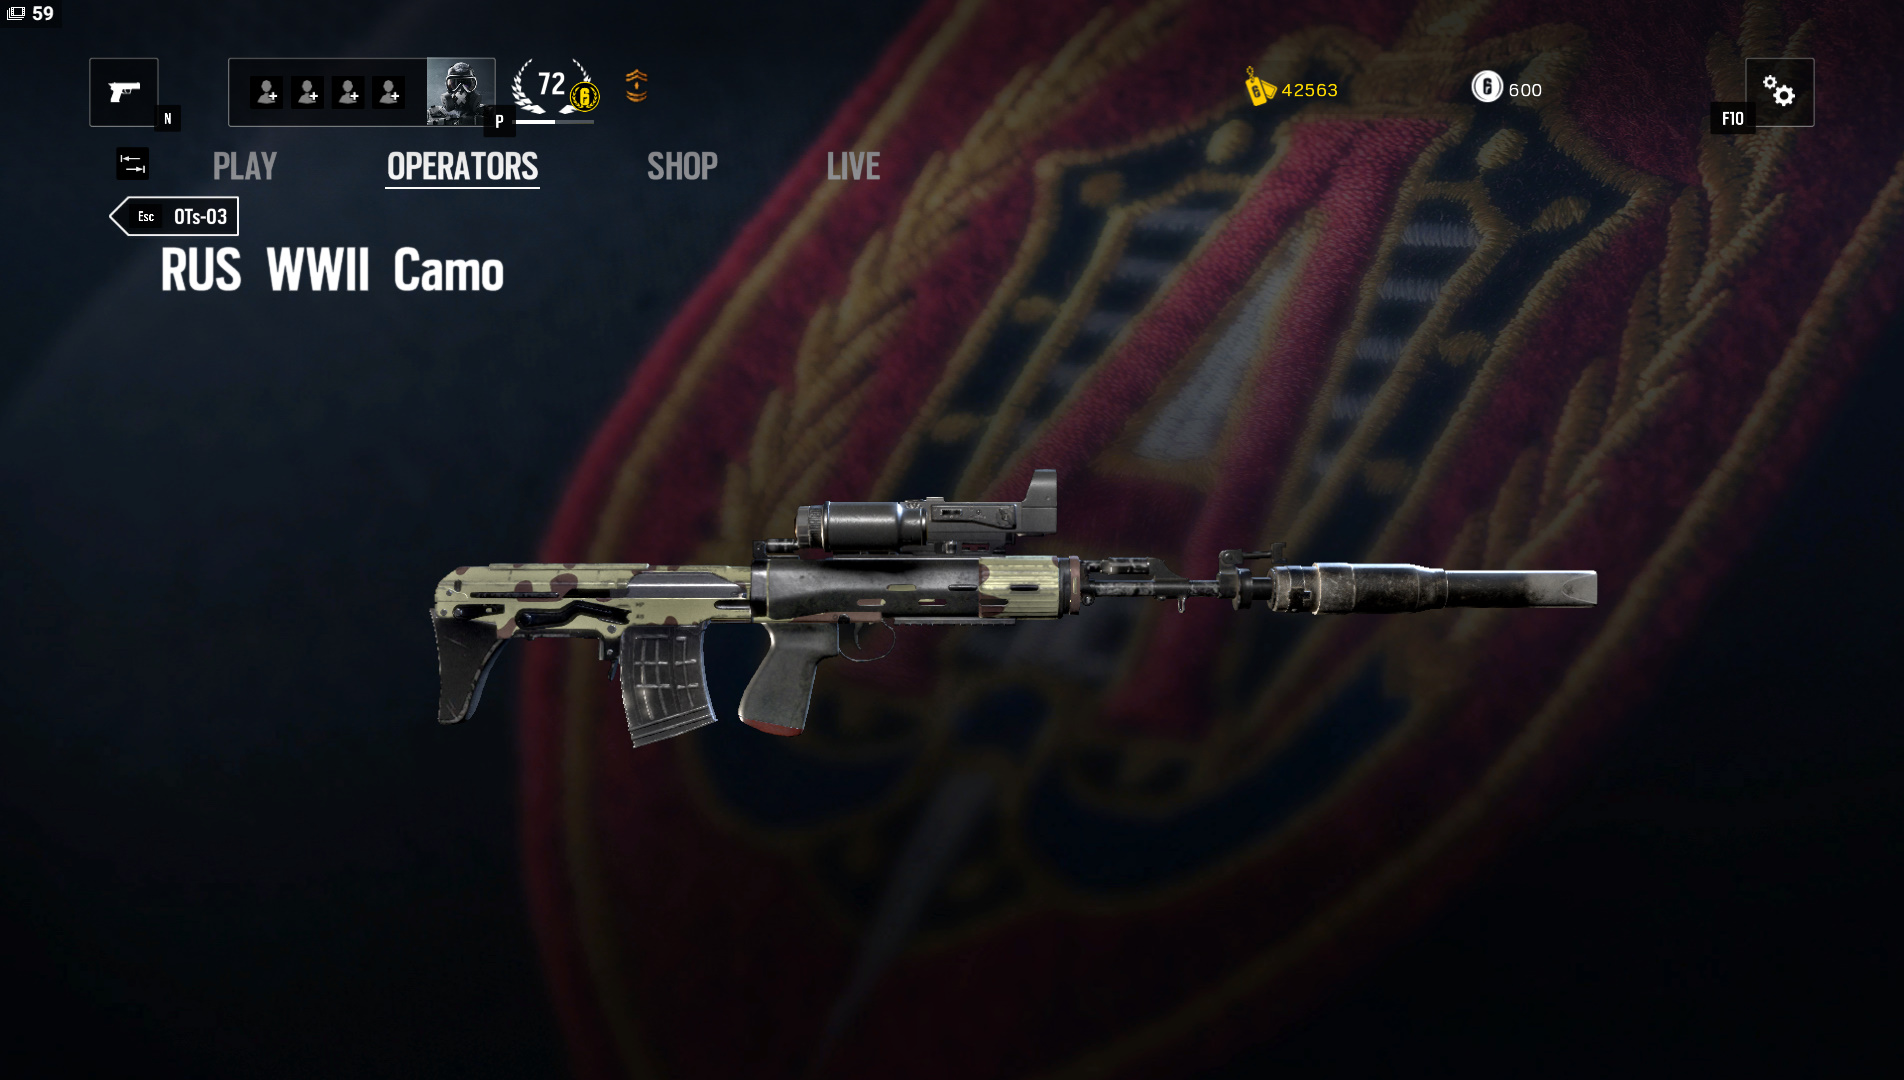 59
N
P
72
42563
600
F10
PLAY
OPERATORS
SHOP
LIVE
Esc
OTs-03
RUS WWII Camo